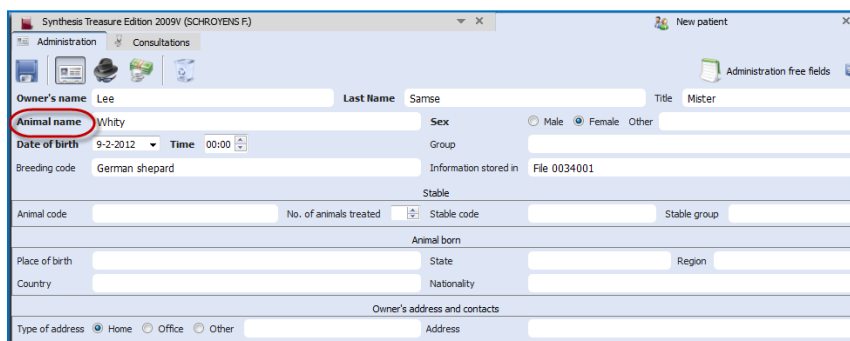 Synthesis Treasure Edition 2009V (SCHROYENS F.) New patient
Administration Consultations
Administration free fields
Owner's name Lee Last Name Samse Title Mister
Animal name Whity Sex Male Female Other
Date of birth 9-2-2012 Time 00:00 Group
Breeding code German shepard Information stored in File 0034001
Stable
Animal code No. of animals treated Stable code Stable group
Animal born
Place of birth State Region
Country Nationality
Owner's address and contacts
Type of address Home Office Other Address